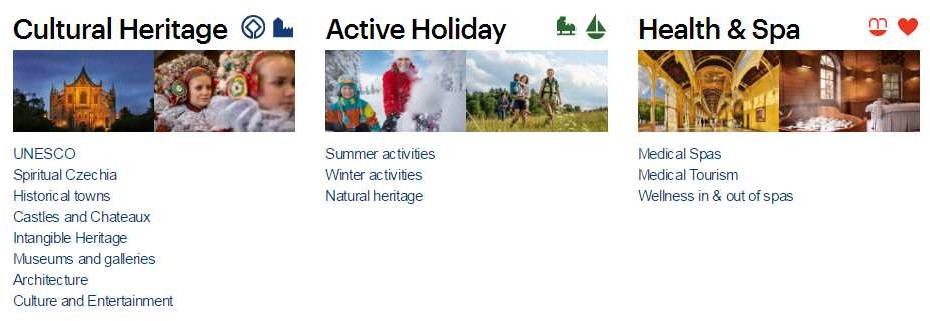 Cultural Heritage
UNESCO
Spiritual Czechia
Historical towns
Castles and Chateaux
Intangible Heritage
Museums and galleries
Architecture
Culture and Entertainment
Active Holiday
Summer activities
Winter activities
Natural heritage
Health & Spa
Medical Spas
Medical Tourism
Wellness in & out of spas